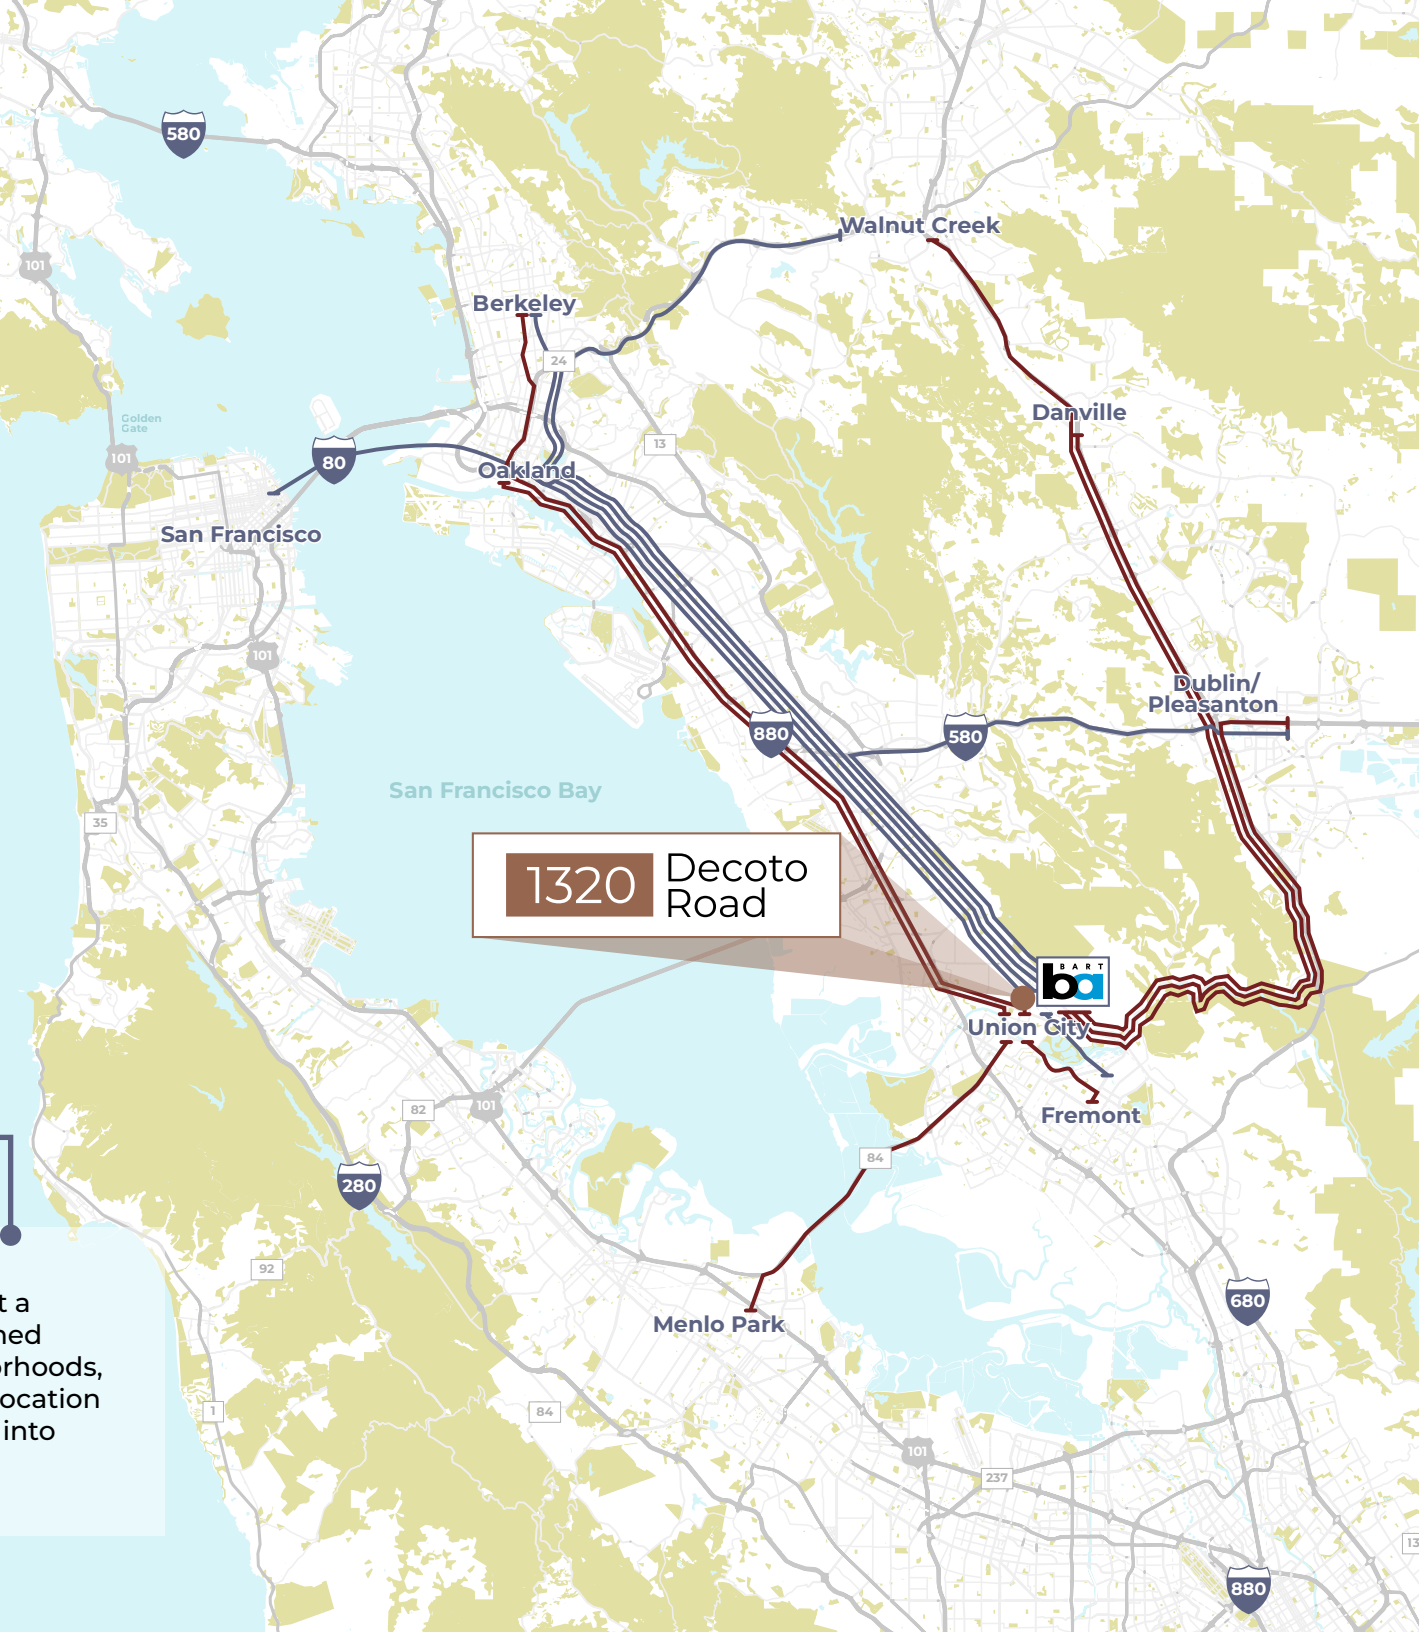 580
101
Walnut Creek
Berkeley
24
Golden
Gate
101
80
13
Danville
Oakland
San Francisco
101
Dublin/
Pleasanton
880
580
San Francisco Bay
35
1320 Decoto
Road
BART
ba
Union City
82
101
Fremont
84
280
92
680
Menlo Park
t a
ned
orhoods,
ocation
into
1
84
101
237
13
880